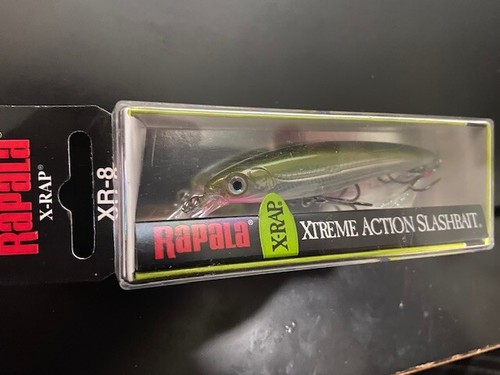 Rapala
X-RAP®
XR-8
Rapala®
X-RAP®
XTREME ACTION SLASHBAIT.